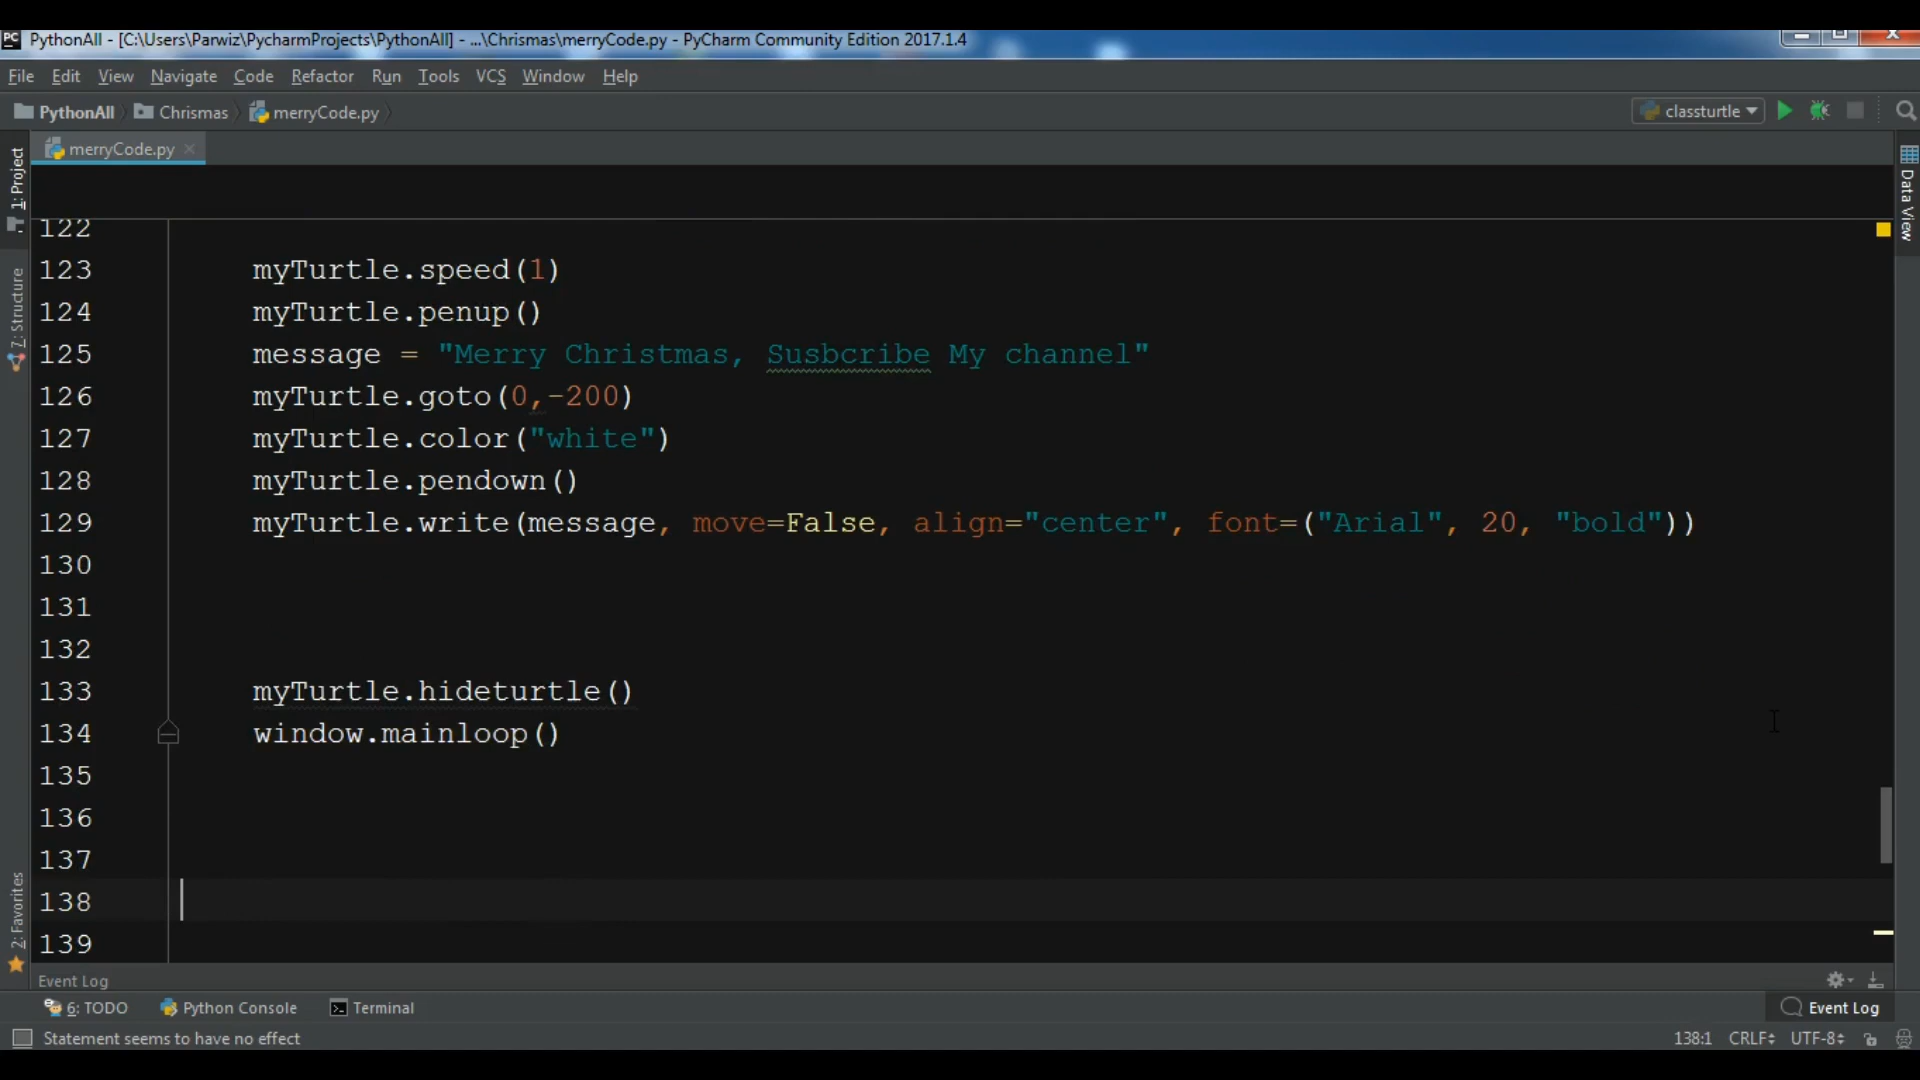 PC PythonAll - [C:\Users\Parwiz\PycharmProjects\PythonAll] - ...\Chrismas\merryCode.py - PyCharm Community Edition 2017.1.4
File Edit View Navigate Code Refactor Run Tools VCS Window Help
PythonAll Chrismas merryCode.py classturtle
merryCode.py
1: Project
7: Structure
2: Favorites
Data View
122
123 myTurtle.speed(1)
124 myTurtle.penup()
125 message = "Merry Christmas, Susbcribe My channel"
126 myTurtle.goto(0,-200)
127 myTurtle.color("white")
128 myTurtle.pendown()
129 myTurtle.write(message, move=False, align="center", font=("Arial", 20, "bold"))
130
131
132
133 myTurtle.hideturtle()
134 window.mainloop()
135
136
137
138
139
Event Log
6: TODO Python Console Terminal Event Log
Statement seems to have no effect 138:1 CRLF UTF-8